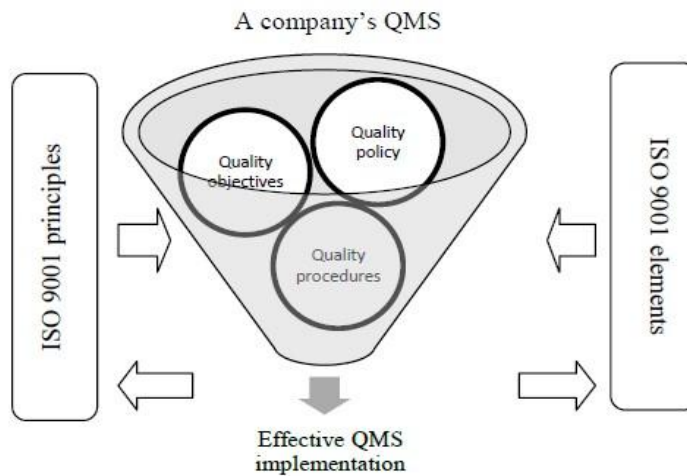 A company’s QMS
ISO 9001 principles
Quality
objectives
Quality
policy
Quality
procedures
ISO 9001 elements
Effective QMS
implementation